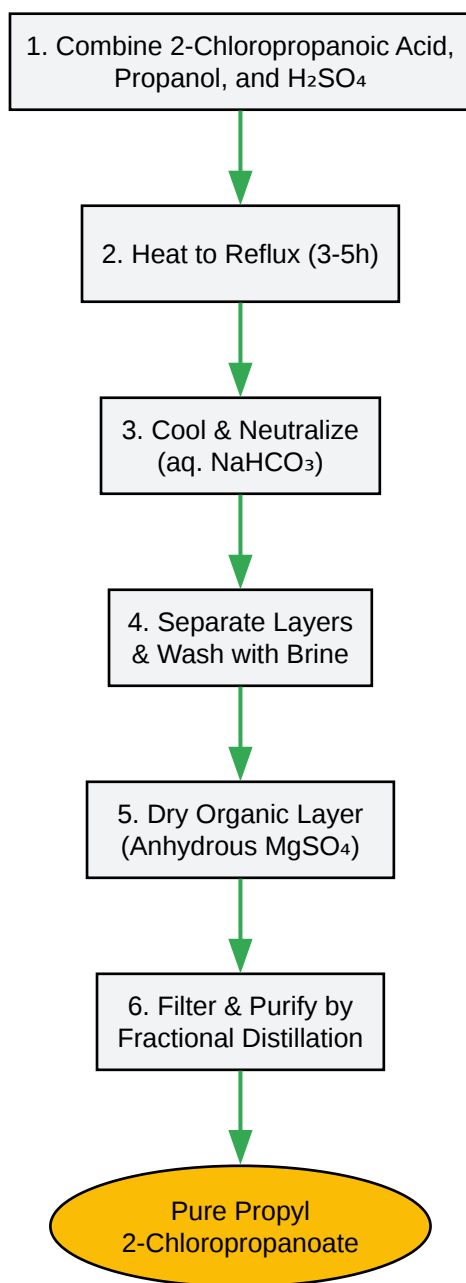 1. Combine 2-Chloropropanoic Acid,
Propanol, and H₂SO₄
2. Heat to Reflux (3-5h)
3. Cool & Neutralize
(aq. NaHCO₃)
4. Separate Layers
& Wash with Brine
5. Dry Organic Layer
(Anhydrous MgSO₄)
6. Filter & Purify by
Fractional Distillation
Pure Propyl
2-Chloropropanoate